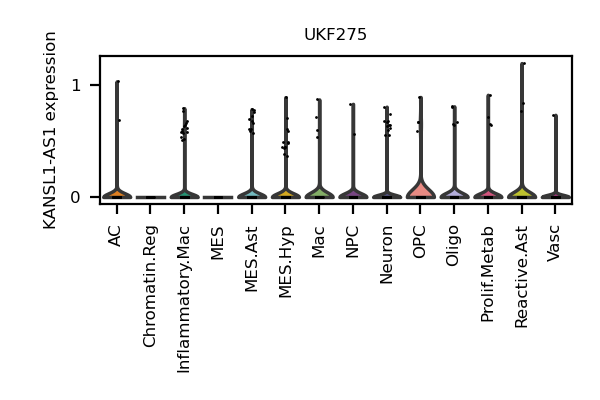 UKF275
KANSL1-AS1 expression
1
0
AC
Chromatin.Reg
Inflammatory.Mac
MES
MES.Ast
MES.Hyp
Mac
NPC
Neuron
OPC
Oligo
Prolif.Metab
Reactive.Ast
Vasc